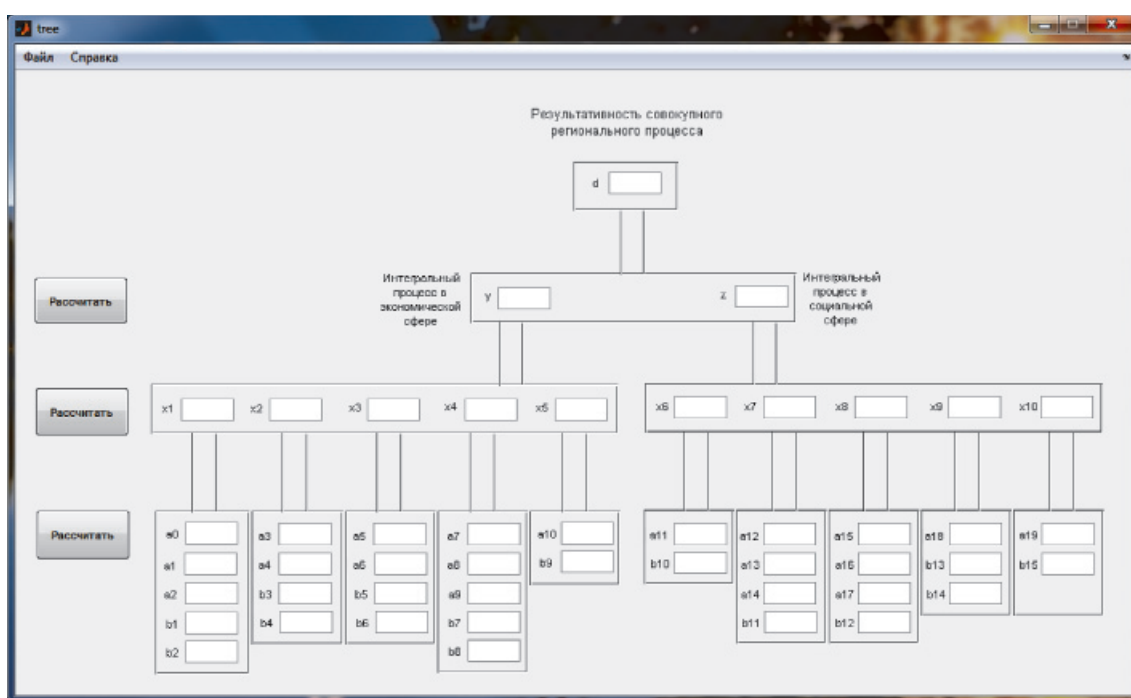 tree
Файл Справка
Результативность совокупного
регионального процесса
d
Интегральный
процесс в
экономической
сфере
y
z
Интегральный
процесс в
социальной
сфере
Рассчитать
x1 x2 x3 x4 x5 x6 x7 x8 x9 x10
Рассчитать
Рассчитать
a0 a3 a5 a7 a10 a11 a12 a15 a18 a19
a1 a4 a6 a8 b9 b10 a13 a16 b13 b15
a2 b3 b5 a9 a14 a17 b14
b1 b4 b6 b7 b11 b12
b2 b8